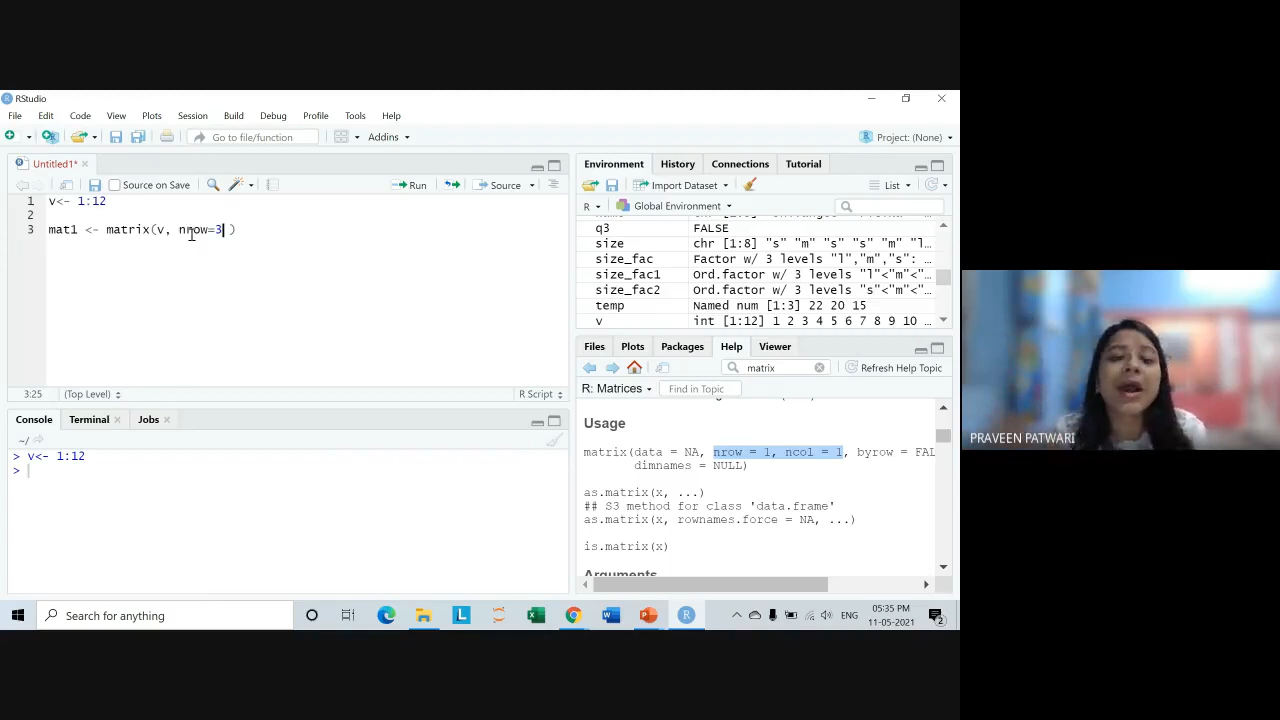 RStudio
File Edit Code View Plots Session Build Debug Profile Tools Help
Go to file/function
Addins
Project: (None)
Untitled1*
Source on Save
Run
Source
1 v<- 1:12
2
3 mat1 <- matrix(v, nrow=3 )
3:25 (Top Level) R Script
Console Terminal Jobs
~/
> v<- 1:12
>
Environment History Connections Tutorial
Import Dataset List
R Global Environment
q3 FALSE
size chr [1:8] "s" "m" "s" "s" "m" "s" …
size_fac Factor w/ 3 levels "l","m","s": …
size_fac1 Ord.factor w/ 3 levels "l"<"m"<"…
size_fac2 Ord.factor w/ 3 levels "s"<"m"<"…
temp Named num [1:3] 22 20 15
v int [1:12] 1 2 3 4 5 6 7 8 9 10 …
Files Plots Packages Help Viewer
matrix
Refresh Help Topic
R: Matrices Find in Topic
Usage
matrix(data = NA, nrow = 1, ncol = 1, byrow = FAL
dimnames = NULL)
as.matrix(x, ...)
## S3 method for class 'data.frame'
as.matrix(x, rownames.force = NA, ...)
is.matrix(x)
Arguments
PRAVEEN PATWARI
Search for anything
ENG
05:35 PM
11-05-2021
2